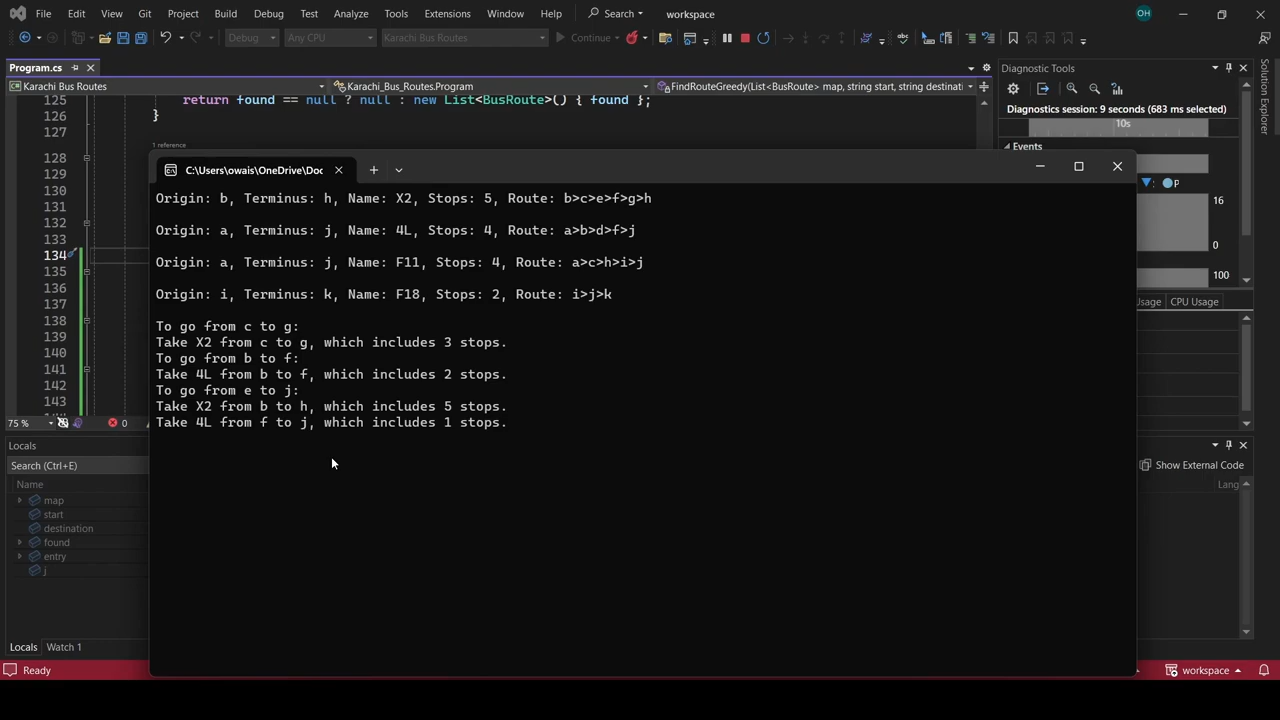 File Edit View Git Project Build Debug Test Analyze Tools Extensions Window Help Search workspace OH
Debug Any CPU Karachi Bus Routes Continue
Program.cs
Karachi Bus Routes Karachi_Bus_Routes.Program FindRouteGreedy(List<BusRoute> map, string start, string destinati
125 return found == null ? null : new List<BusRoute>() { found };
126 }
127
1 reference
128
129
130
131
132
133
134
135
136
137
138
139
140
141
142
143
75 % 0
Diagnostic Tools
Diagnostics session: 9 seconds (683 ms selected)
10s
Events
P
16
0
100
Usage CPU Usage
Solution Explorer
C:\Users\owais\OneDrive\Doc
Origin: b, Terminus: h, Name: X2, Stops: 5, Route: b>c>e>f>g>h
Origin: a, Terminus: j, Name: 4L, Stops: 4, Route: a>b>d>f>j
Origin: a, Terminus: j, Name: F11, Stops: 4, Route: a>c>h>i>j
Origin: i, Terminus: k, Name: F18, Stops: 2, Route: i>j>k
To go from c to g:
Take X2 from c to g, which includes 3 stops.
To go from b to f:
Take 4L from b to f, which includes 2 stops.
To go from e to j:
Take X2 from b to h, which includes 5 stops.
Take 4L from f to j, which includes 1 stops.
Locals
Search (Ctrl+E)
Name
map
start
destination
found
entry
j
Show External Code
Lang
Locals Watch 1
Ready workspace